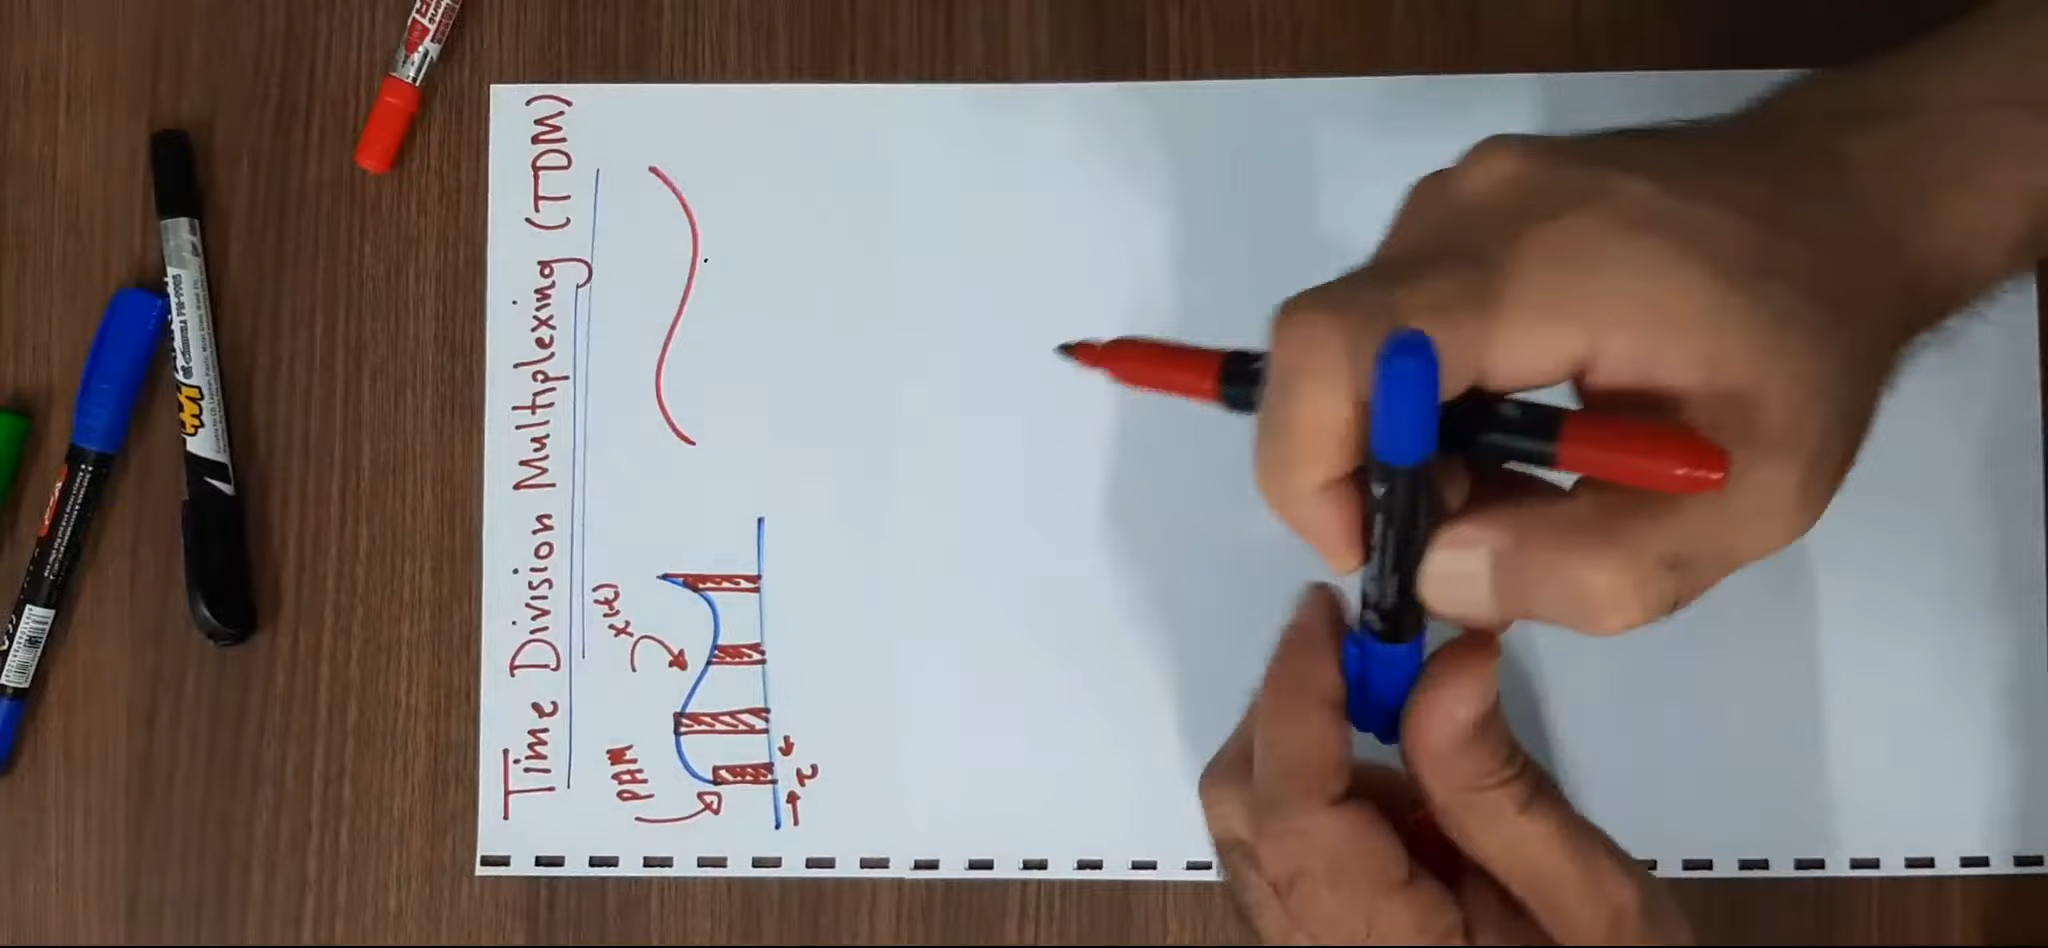 Time Division Multiplexing (TDM)
x(t)
PAM
τ